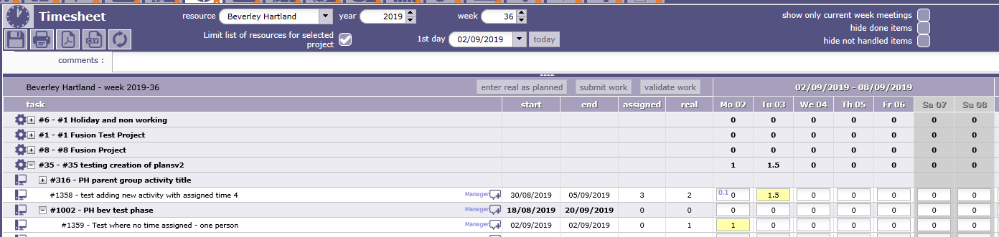 Timesheet resource Beverley Hartland year 2019 week 36 show only current week meetings
hide done items
Limit list of resources for selected project 1st day 02/09/2019 today
hide not handled items
comments :
Beverley Hartland - week 2019-36 enter real as planned submit work validate work 02/09/2019 - 08/09/2019
task start end assigned real Mo 02 Tu 03 We 04 Th 05 Fr 06 Sa 07 Su 08
#6 - #1 Holiday and non working 0 0 0 0 0 0 0
#1 - #1 Fusion Test Project 0 0 0 0 0 0 0
#8 - #8 Fusion Project 0 0 0 0 0 0 0
#35 - #35 testing creation of plansv2 1 1.5 0 0 0 0 0
#316 - PH parent group activity title
#1358 - test adding new activity with assigned time 4 Manager 30/08/2019 05/09/2019 3 2 0.1 0 1.5 0 0 0 0 0
#1002 - PH bev test phase Manager 18/08/2019 20/09/2019 0 0 0 0 0 0 0 0 0
#1359 - Test where no time assigned - one person Manager 02/09/2019 02/09/2019 0 1 1 0 0 0 0 0 0